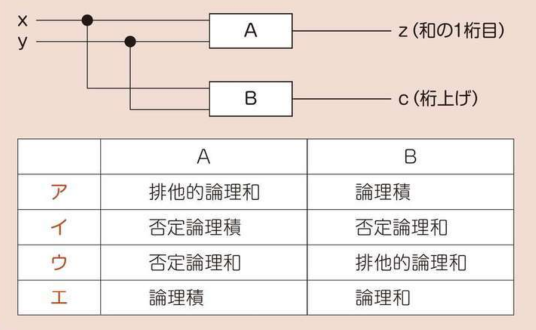 x
A
z（和の1桁目）
y
B
c（桁上げ）
A B
ア 排他的論理和 論理積
イ 否定論理積 否定論理和
ウ 否定論理和 排他的論理和
エ 論理積 論理和